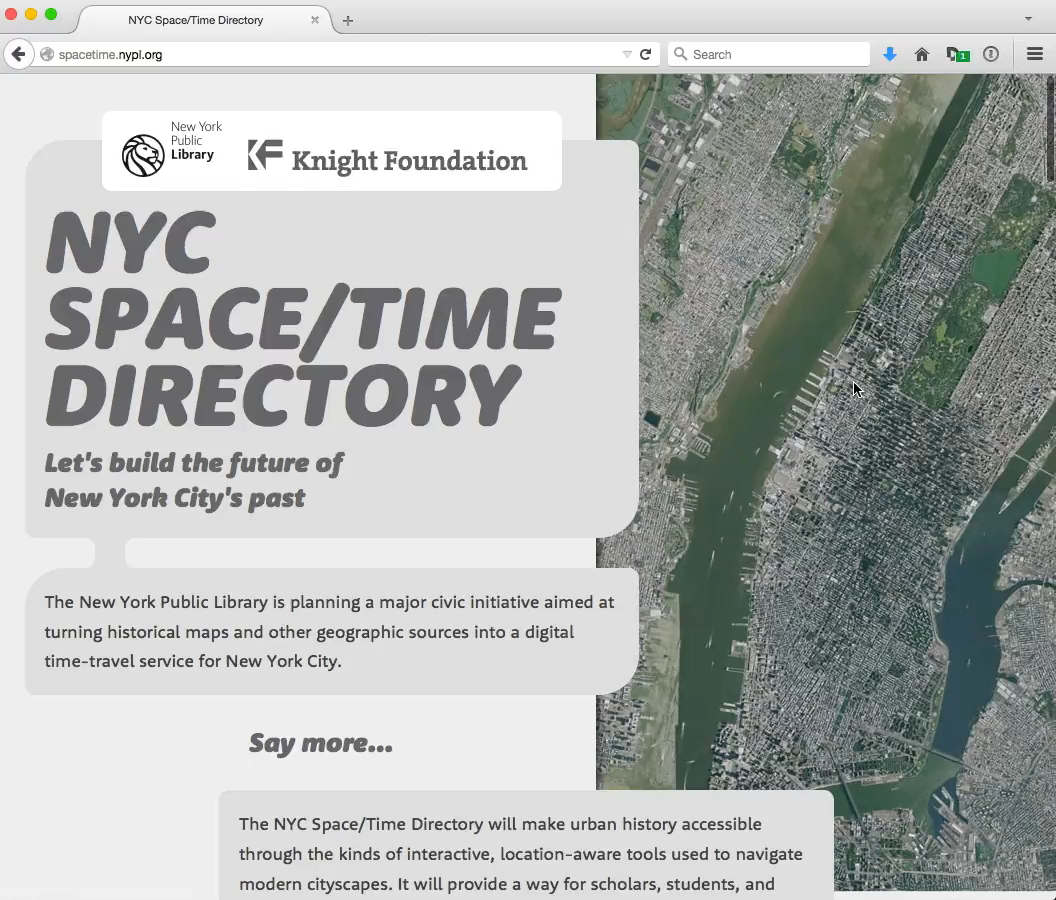 NYC Space/Time Directory
spacetime.nypl.org
Search
1
New York
Public
Library
Knight Foundation
NYC
SPACE/TIME
DIRECTORY
Let's build the future of
New York City's past
The New York Public Library is planning a major civic initiative aimed at
turning historical maps and other geographic sources into a digital
time-travel service for New York City.
Say more...
The NYC Space/Time Directory will make urban history accessible
through the kinds of interactive, location-aware tools used to navigate
modern cityscapes. It will provide a way for scholars, students, and